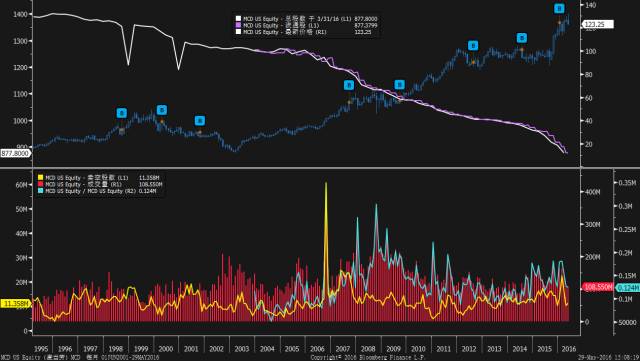 MCD US Equity - 总股数 于 3/31/16 (L1) 877.8000
MCD US Equity - 流通股 (L1) 877.3799
MCD US Equity - 最新价格 (R1) 123.25
1400
1300
1200
1100
1000
900
877.8000
140
123.25
100
80
60
40
20
B B B B B B B B
MCD US Equity - 卖空股数 (L1) 11.358M
MCD US Equity - 成交量 (R1) 108.550M
MCD US Equity / MCD US Equity (R2) 0.124M
60M
50M
40M
30M
20M
11.358M
0
400M
300M
200M
108.550M
0
0.35M
0.3M
0.25M
0.2M
0.15M
0.124M
50000
1995 1996 1997 1998 1999 2000 2001 2002 2003 2004 2005 2006 2007 2008 2009 2010 2011 2012 2013 2014 2015 2016
Copyright© 2016 Bloomberg Finance L.P.
29-Mar-2016 13:08:19